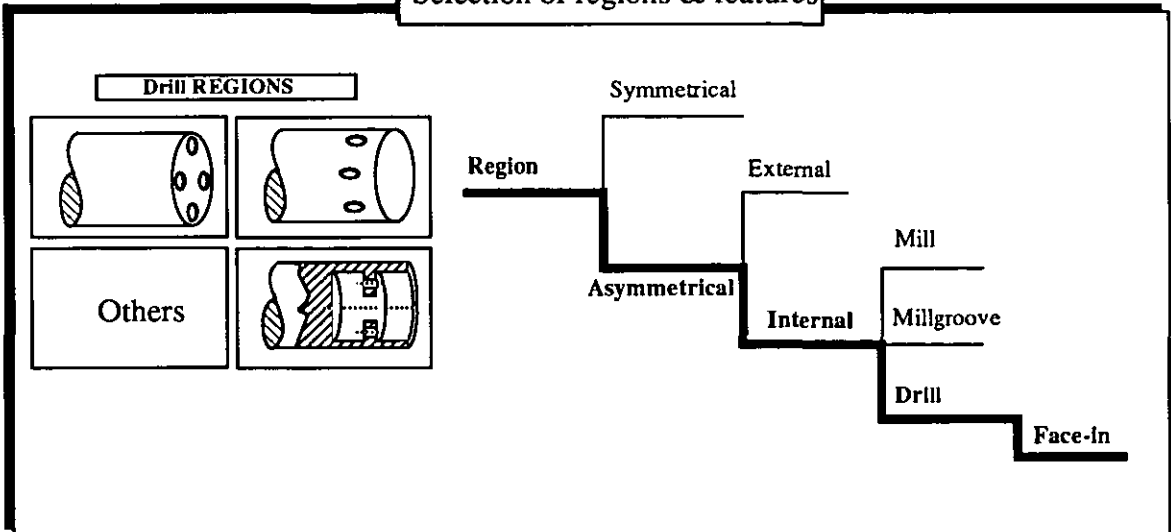 Selection of regions & features
Drill REGIONS
Others
Symmetrical
Region
External
Asymmetrical
Mill
Internal
Millgroove
Drill
Face-In